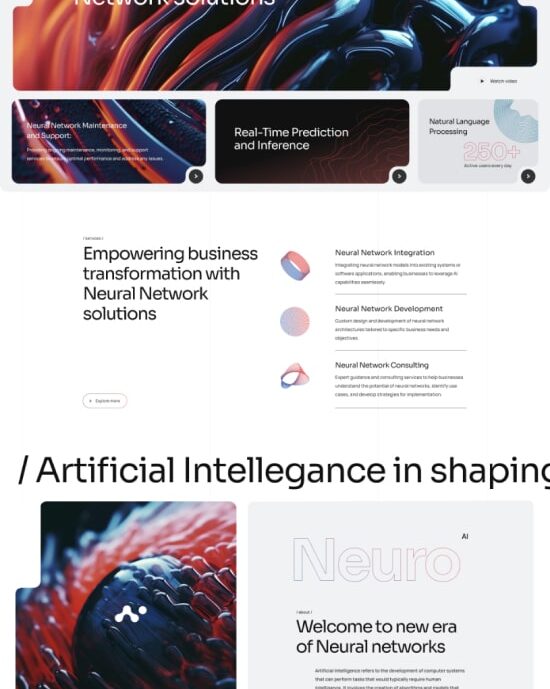 Network solutions
Watch video
Neural Network Maintenance
and Support:
Providing ongoing maintenance, monitoring, and support
services to ensure optimal performance and address any issues.
Real-Time Prediction
and Inference
Natural Language
Processing
250+
Active users every day
/ services /
Empowering business
transformation with
Neural Network
solutions
Explore more
Neural Network Integration
Integrating neural network models into existing systems or
software applications, enabling businesses to leverage AI
capabilities seamlessly.
Neural Network Development
Custom design and development of neural network
architectures tailored to specific business needs and
objectives.
Neural Network Consulting
Expert guidance and consulting services to help businesses
understand the potential of neural networks, identify use
cases, and develop strategies for implementation.
/ Artificial Intellegance in shaping
Neuro
AI
/ about /
Welcome to new era
of Neural networks
Artificial intelligence refers to the development of computer systems
that can perform tasks that would typically require human
intelligence. It involves the creation of algorithms and models that